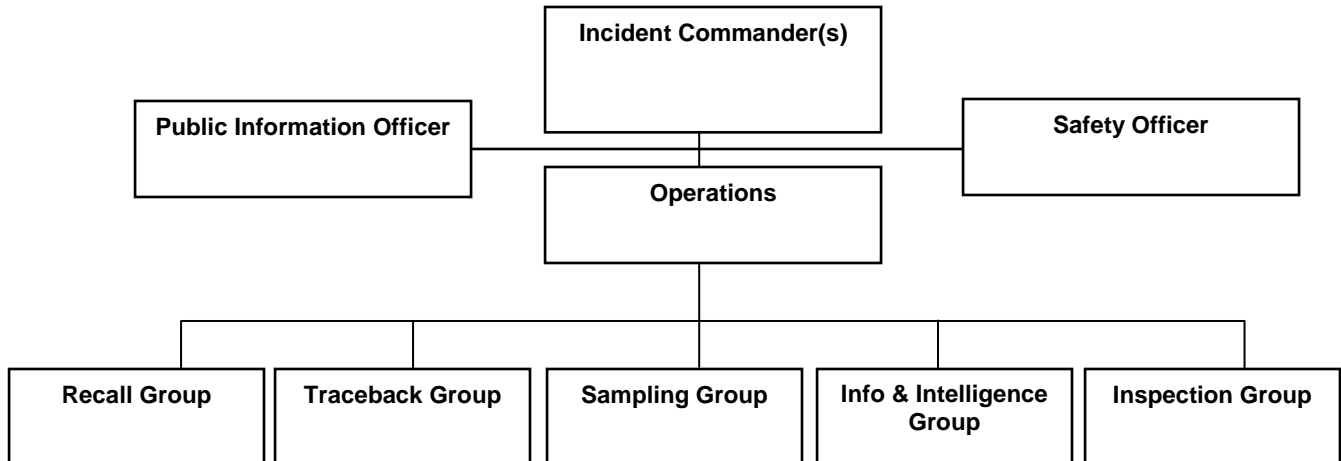 Incident Commander(s)
Public Information Officer
Safety Officer
Operations
Recall Group
Traceback Group
Sampling Group
Info & Intelligence
Group
Inspection Group